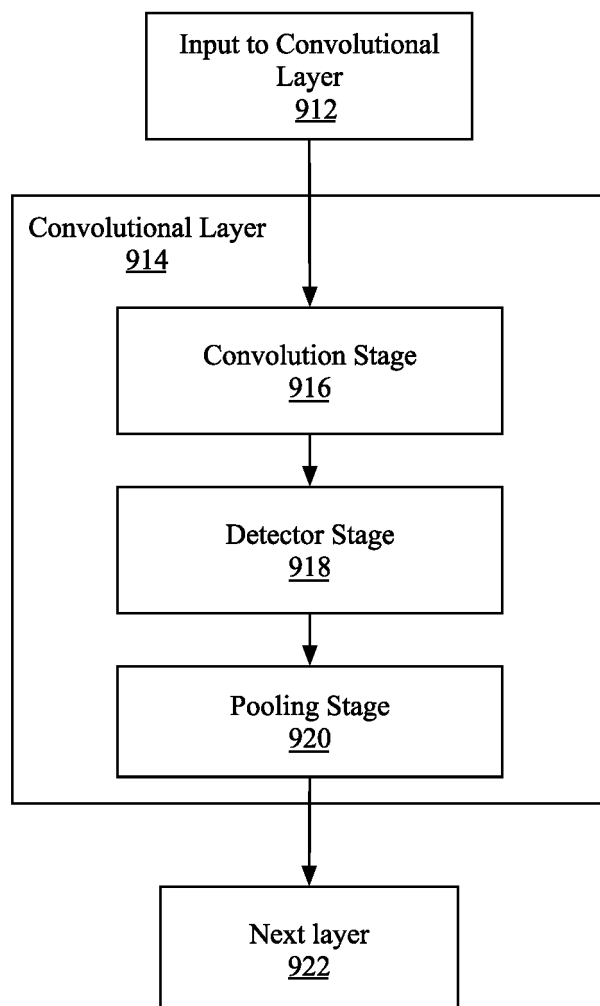 Input to Convolutional
Layer
912
Convolutional Layer
914
Convolution Stage
916
Detector Stage
918
Pooling Stage
920
Next layer
922